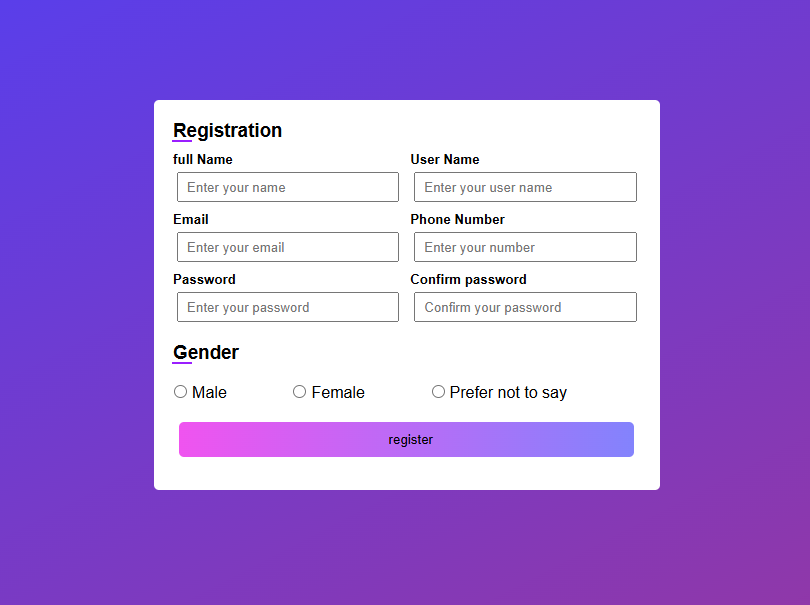 Registration
full Name User Name
Enter your name Enter your user name
Email Phone Number
Enter your email Enter your number
Password Confirm password
Enter your password Confirm your password
Gender
Male Female Prefer not to say
register